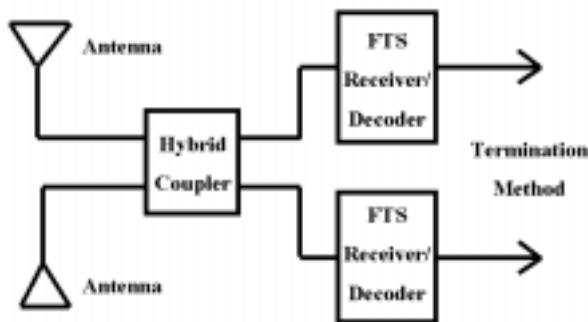 Antenna
FTS
Receiver/
Decoder
Hybrid
Coupler
Termination
Method
FTS
Receiver/
Decoder
Antenna